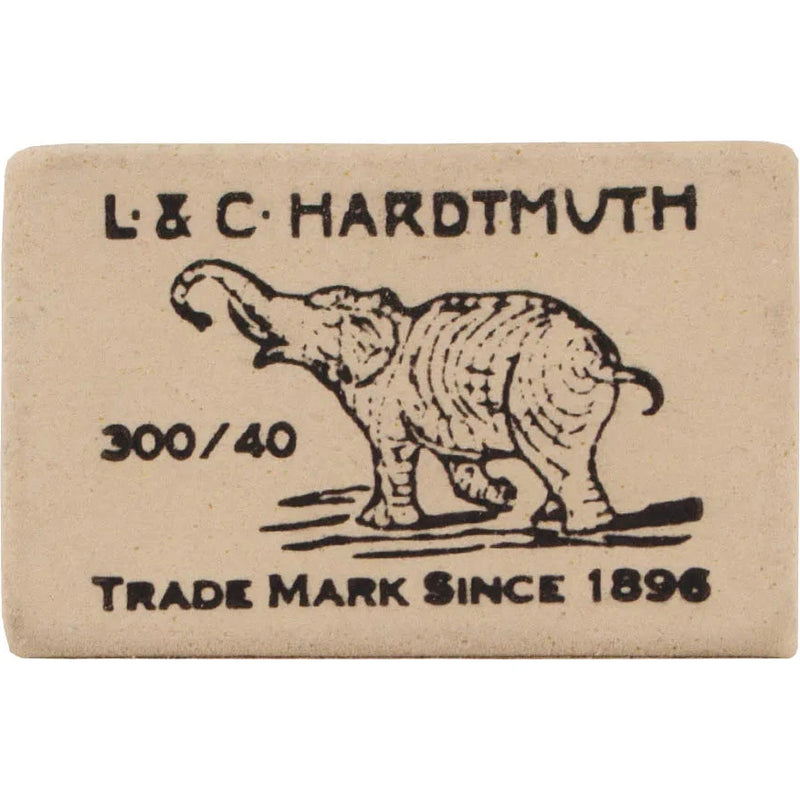 L. & C. HARDTMUTH
300/40
TRADE MARK SINCE 1896